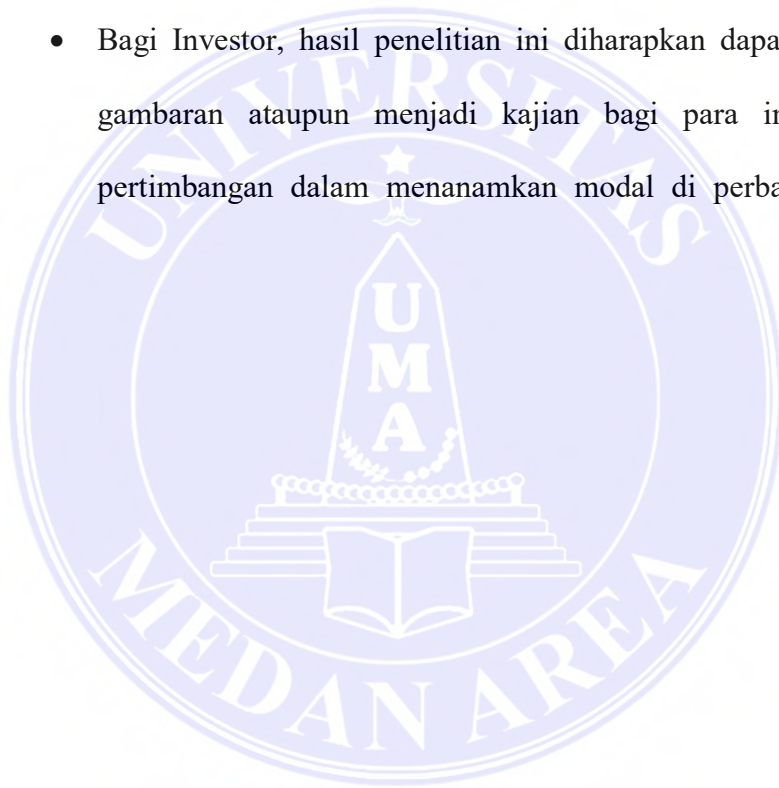 • Bagi Investor, hasil penelitian ini diharapkan dapa
gambaran ataupun menjadi kajian bagi para in
pertimbangan dalam menanamkan modal di perba
UNIVERSITAS
U
M
A
MEDAN AREA